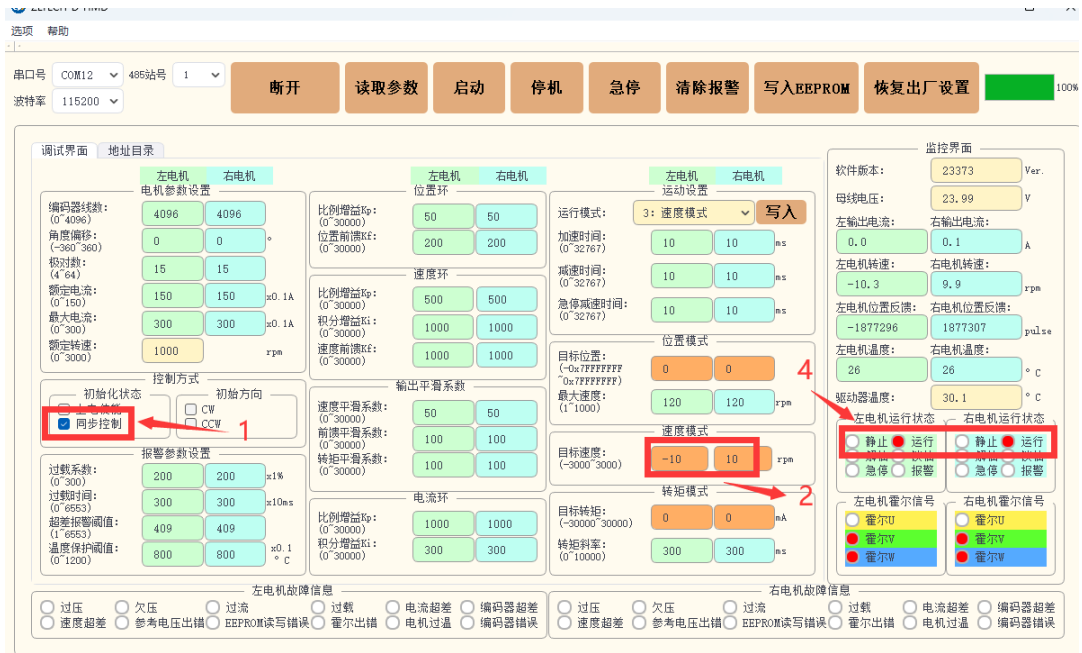 选项 帮助
串口号 COM12 485站号 1
波特率 115200
断开 读取参数 启动 停机 急停 清除报警 写入EEPROM 恢复出厂设置 100%
调试界面 地址目录
左电机 右电机
电机参数设置
编码器线数: 4096 4096
(0~4096)
角度偏移: 0 0 °
(-360~360)
极对数: 15 15
(4~64)
额定电流: 150 150 x0.1A
(0~150)
最大电流: 300 300 x0.1A
(0~300)
额定转速: 1000 rpm
(0~3000)
控制方式
初始化状态 初始方向
CW
同步控制 CCW
1
报警参数设置
过载系数: 200 200 x1%
(0~300)
过载时间: 300 300 x10ms
(0~6553)
超差报警阈值: 409 409
(1~6553)
温度保护阈值: 800 800 x0.1
(0~1200) °C
左电机 右电机
位置环
比例增益Kp: 50 50
(0~30000)
位置前馈Kf: 200 200
(0~30000)
速度环
比例增益Kp: 500 500
(0~30000)
积分增益Ki: 1000 1000
(0~30000)
速度前馈Kf: 1000 1000
(0~30000)
输出平滑系数
速度平滑系数: 50 50
(0~30000)
前馈平滑系数: 100 100
(0~30000)
转矩平滑系数: 100 100
(0~30000)
电流环
比例增益Kp: 1000 1000
(0~30000)
积分增益Ki: 300 300
(0~30000)
左电机 右电机
运动设置
运行模式: 3: 速度模式 写入
加速时间: 10 10 ms
(0~32767)
减速时间: 10 10 ms
(0~32767)
急停减速时间: 10 10 ms
(0~32767)
位置模式
目标位置: 0 0
(-0x7FFFFFFF
~0x7FFFFFFF)
最大速度: 120 120 rpm
(1~1000)
速度模式
目标速度: -10 10 rpm
(-3000~3000)
2
转矩模式
目标转矩: 0 0 mA
(-30000~30000)
转矩斜率: 300 300 ms
(0~10000)
监控界面
软件版本: 23373 Ver.
母线电压: 23.99 V
左输出电流: 右输出电流:
0.0 0.1 A
左电机转速: 右电机转速:
-10.3 9.9 rpm
左电机位置反馈: 右电机位置反馈:
-1877296 1877307 pulse
左电机温度: 右电机温度:
26 26 °C
4
驱动器温度: 30.1 °C
左电机运行状态 右电机运行状态
静止 运行 静止 运行
急停 报警 急停 报警
左电机霍尔信号 右电机霍尔信号
霍尔U 霍尔U
霍尔V 霍尔V
霍尔W 霍尔W
左电机故障信息 右电机故障信息
过压 欠压 过流 过载 电流超差 编码器超差 过压 欠压 过流 过载 电流超差 编码器超差
速度超差 参考电压出错 EEPROM读写错误 霍尔出错 电机过温 编码器错误 速度超差 参考电压出错 EEPROM读写错误 霍尔出错 电机过温 编码器错误